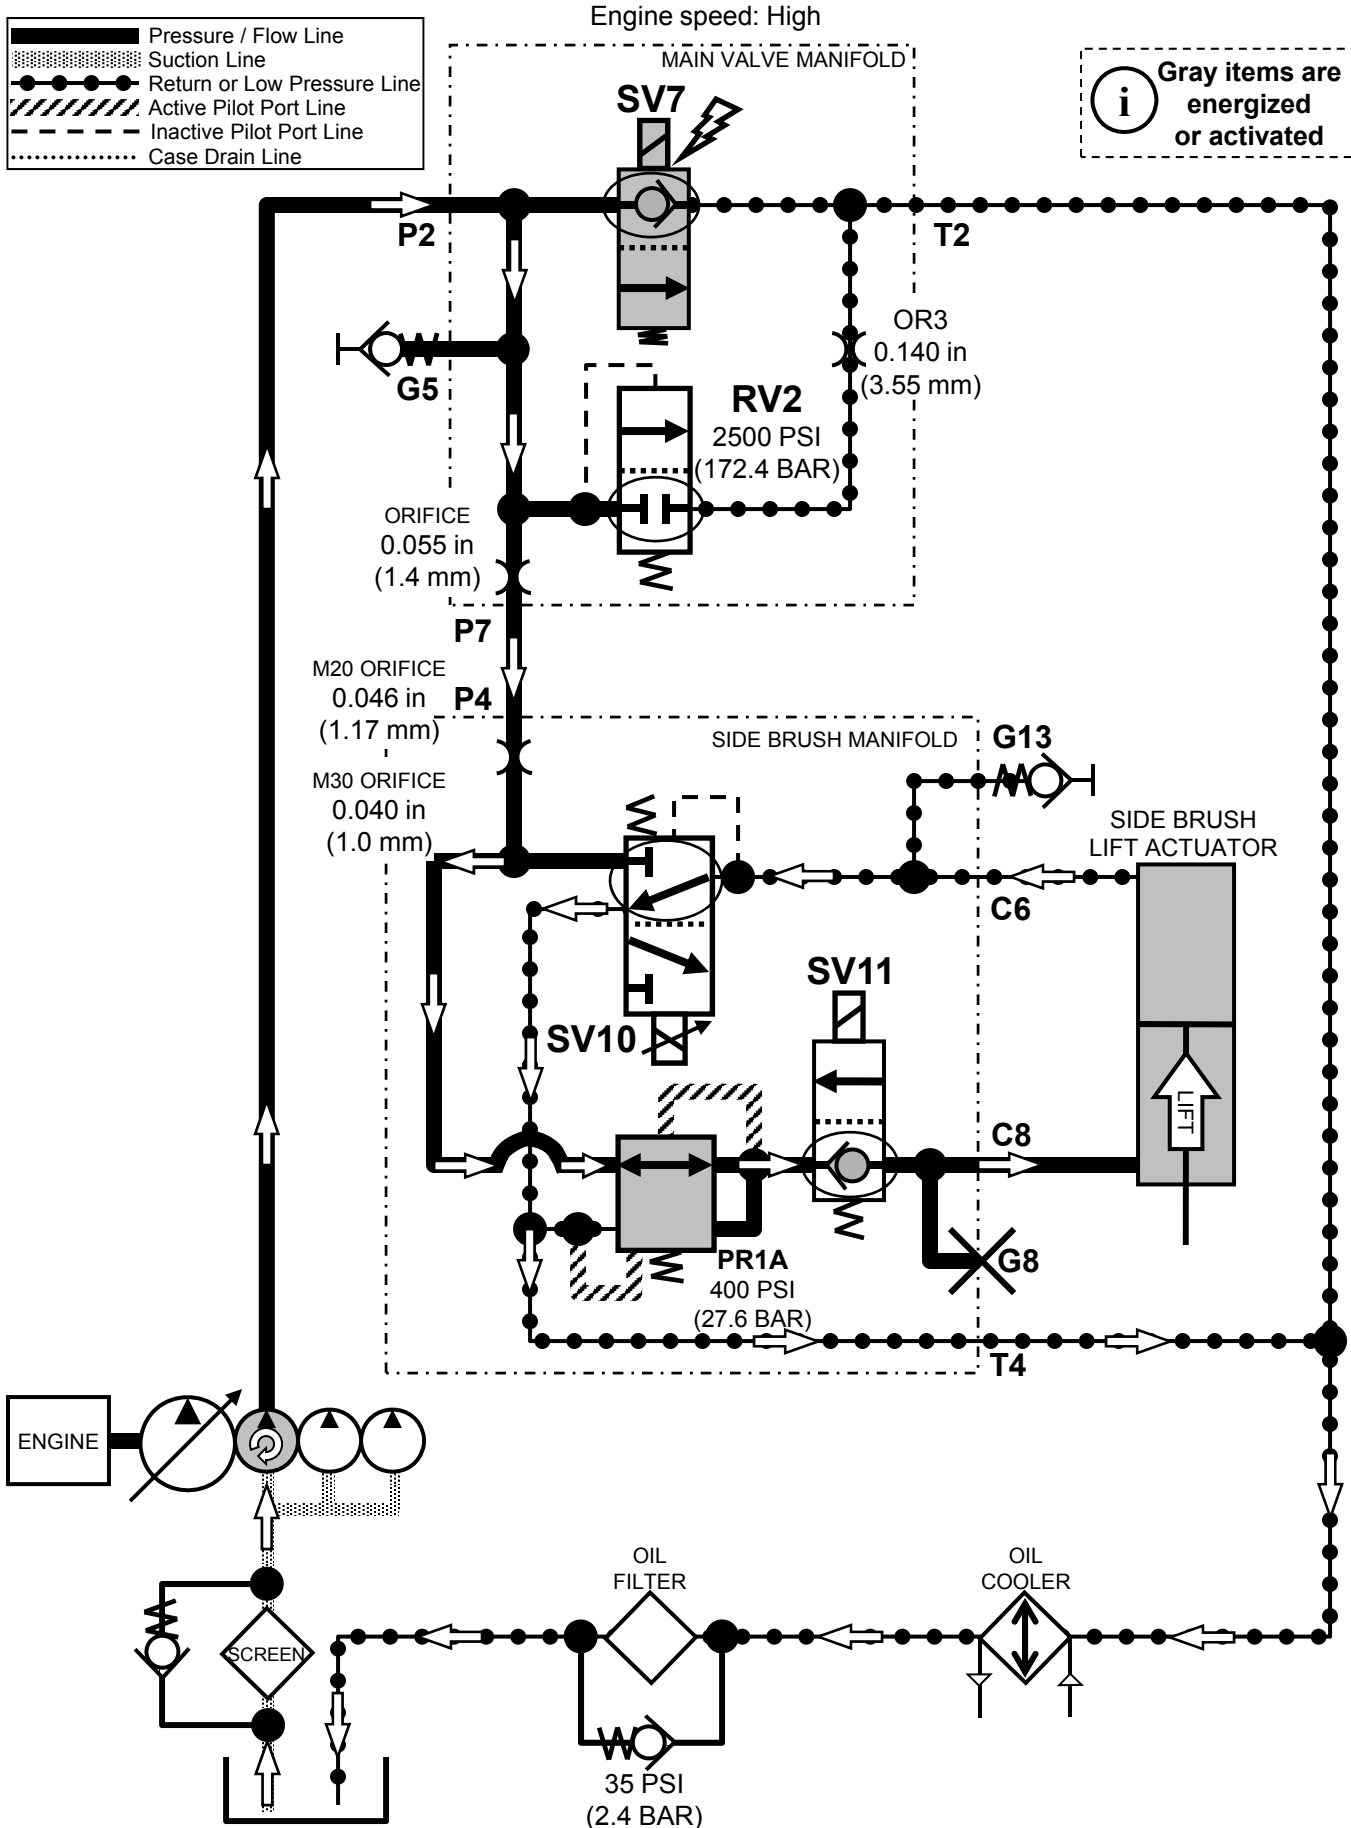 Engine speed: High
Pressure / Flow Line
Suction Line
Return or Low Pressure Line
Active Pilot Port Line
Inactive Pilot Port Line
Case Drain Line
MAIN VALVE MANIFOLD
i
Gray items are
energized
or activated
SV7
P2
T2
OR3
0.140 in
(3.55 mm)
G5
RV2
2500 PSI
(172.4 BAR)
ORIFICE
0.055 in
(1.4 mm)
P7
M20 ORIFICE
0.046 in
(1.17 mm)
P4
SIDE BRUSH MANIFOLD
G13
M30 ORIFICE
0.040 in
(1.0 mm)
SIDE BRUSH
LIFT ACTUATOR
C6
SV11
SV10
LIFT
C8
PR1A
400 PSI
(27.6 BAR)
G8
T4
ENGINE
OIL
FILTER
OIL
COOLER
SCREEN
35 PSI
(2.4 BAR)